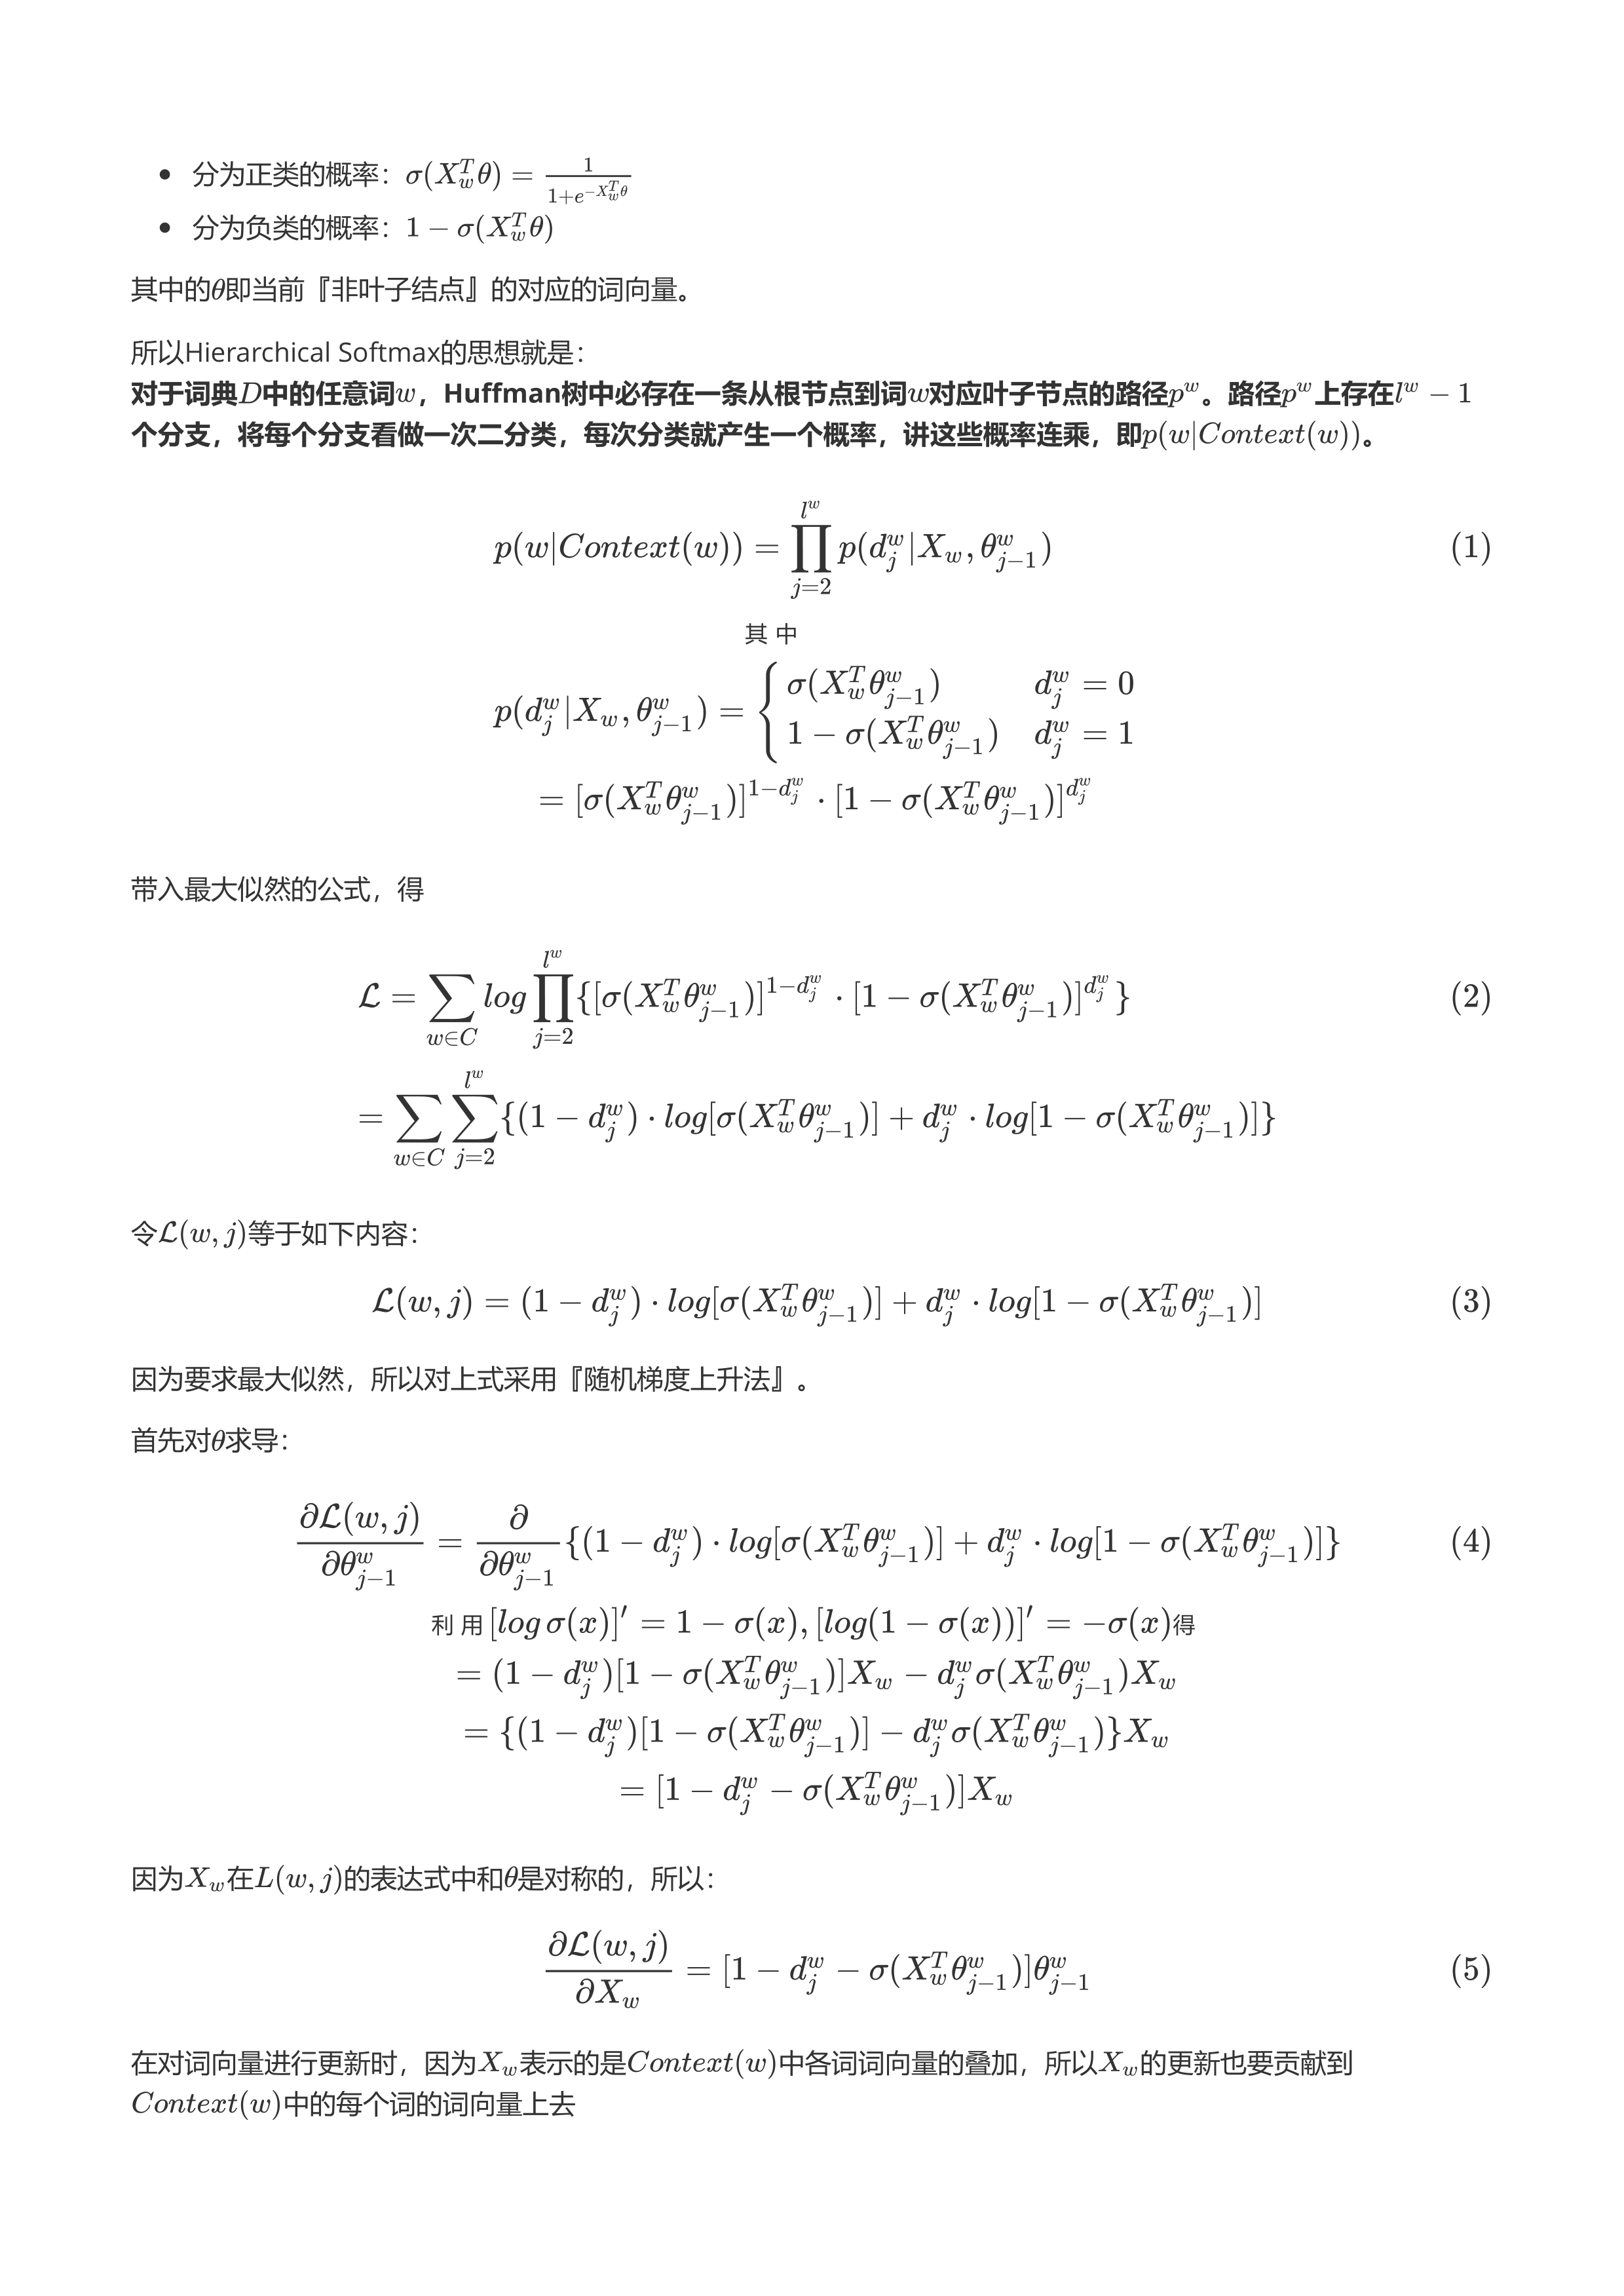 • 分为正类的概率：$\sigma(X_w^T\theta) = \frac{1}{1+e^{-X_w^T\theta}}$
• 分为负类的概率：$1 - \sigma(X_w^T\theta)$
其中的$\theta$即当前『非叶子结点』的对应的词向量。
所以Hierarchical Softmax的思想就是：
对于词典$D$中的任意词$w$，Huffman树中必存在一条从根节点到词$w$对应叶子节点的路径$p^w$。路径$p^w$上存在$l^w - 1$
个分支，将每个分支看做一次二分类，每次分类就产生一个概率，讲这些概率连乘，即$p(w|Context(w))$。
$p(w|Context(w)) = \prod_{j=2}^{l^w} p(d_j^w|X_w, \theta_{j-1}^w)$ (1)
其中
$p(d_j^w|X_w, \theta_{j-1}^w) = \begin{cases} \sigma(X_w^T\theta_{j-1}^w) & d_j^w = 0 \\ 1 - \sigma(X_w^T\theta_{j-1}^w) & d_j^w = 1 \end{cases}$
$= [\sigma(X_w^T\theta_{j-1}^w)]^{1-d_j^w} \cdot [1 - \sigma(X_w^T\theta_{j-1}^w)]^{d_j^w}$
带入最大似然的公式，得
$\mathcal{L} = \sum_{w \in C} log \prod_{j=2}^{l^w} \{[\sigma(X_w^T\theta_{j-1}^w)]^{1-d_j^w} \cdot [1 - \sigma(X_w^T\theta_{j-1}^w)]^{d_j^w}\}$ (2)
$= \sum_{w \in C} \sum_{j=2}^{l^w} \{(1 - d_j^w) \cdot log[\sigma(X_w^T\theta_{j-1}^w)] + d_j^w \cdot log[1 - \sigma(X_w^T\theta_{j-1}^w)]\}$
令$\mathcal{L}(w, j)$等于如下内容：
$\mathcal{L}(w, j) = (1 - d_j^w) \cdot log[\sigma(X_w^T\theta_{j-1}^w)] + d_j^w \cdot log[1 - \sigma(X_w^T\theta_{j-1}^w)]$ (3)
因为要求最大似然，所以对上式采用『随机梯度上升法』。
首先对$\theta$求导：
$\frac{\partial \mathcal{L}(w, j)}{\partial \theta_{j-1}^w} = \frac{\partial}{\partial \theta_{j-1}^w} \{(1 - d_j^w) \cdot log[\sigma(X_w^T\theta_{j-1}^w)] + d_j^w \cdot log[1 - \sigma(X_w^T\theta_{j-1}^w)]\}$ (4)
利用$[log \sigma(x)]' = 1 - \sigma(x), [log(1 - \sigma(x))]' = -\sigma(x)$得
$= (1 - d_j^w)[1 - \sigma(X_w^T\theta_{j-1}^w)]X_w - d_j^w \sigma(X_w^T\theta_{j-1}^w)X_w$
$= \{(1 - d_j^w)[1 - \sigma(X_w^T\theta_{j-1}^w)] - d_j^w \sigma(X_w^T\theta_{j-1}^w)\}X_w$
$= [1 - d_j^w - \sigma(X_w^T\theta_{j-1}^w)]X_w$
因为$X_w$在$L(w, j)$的表达式中和$\theta$是对称的，所以：
$\frac{\partial \mathcal{L}(w, j)}{\partial X_w} = [1 - d_j^w - \sigma(X_w^T\theta_{j-1}^w)]\theta_{j-1}^w$ (5)
在对词向量进行更新时，因为$X_w$表示的是$Context(w)$中各词词向量的叠加，所以$X_w$的更新也要贡献到
$Context(w)$中的每个词的词向量上去